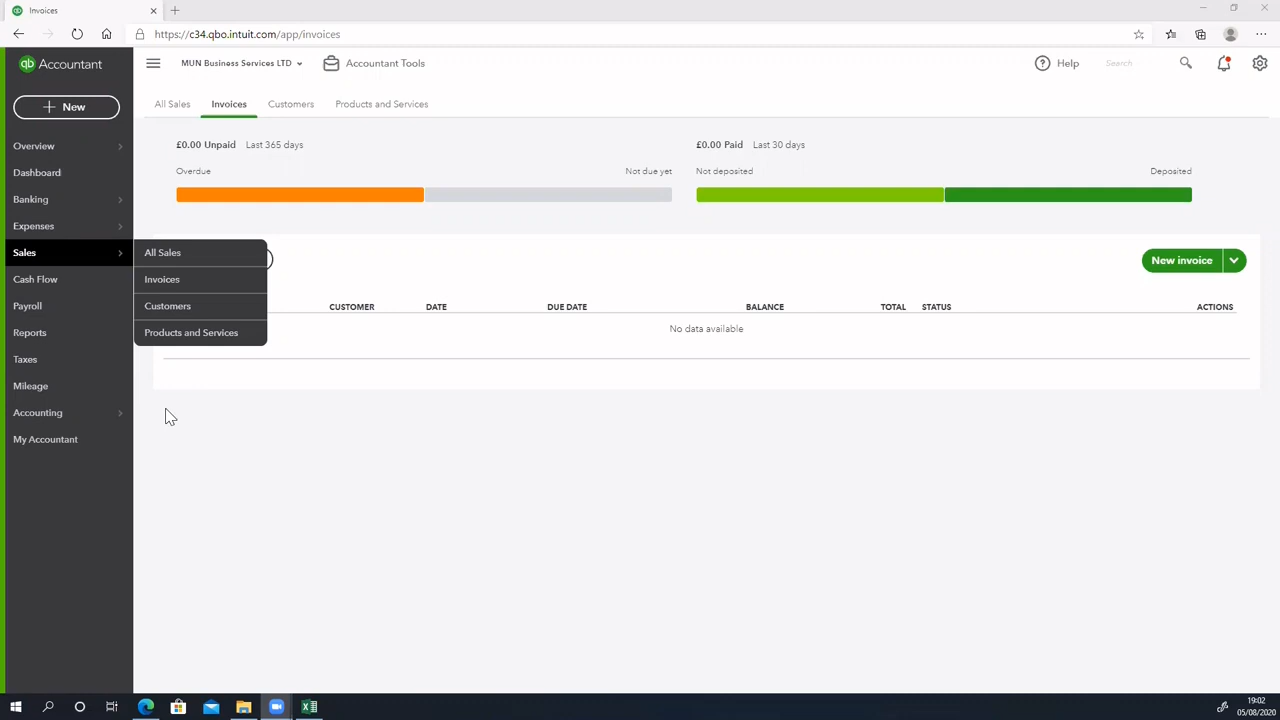 Invoices
https://c34.qbo.intuit.com/app/invoices
qb Accountant
MUN Business Services LTD
Accountant Tools
Help
Search
New
All Sales
Invoices
Customers
Products and Services
Overview
Dashboard
Banking
Expenses
Sales
Cash Flow
Payroll
Reports
Taxes
Mileage
Accounting
My Accountant
All Sales
Invoices
Customers
Products and Services
£0.00 Unpaid Last 365 days
Overdue Not due yet
£0.00 Paid Last 30 days
Not deposited Deposited
New invoice
CUSTOMER DATE DUE DATE BALANCE TOTAL STATUS ACTIONS
No data available
19:02
05/08/2020